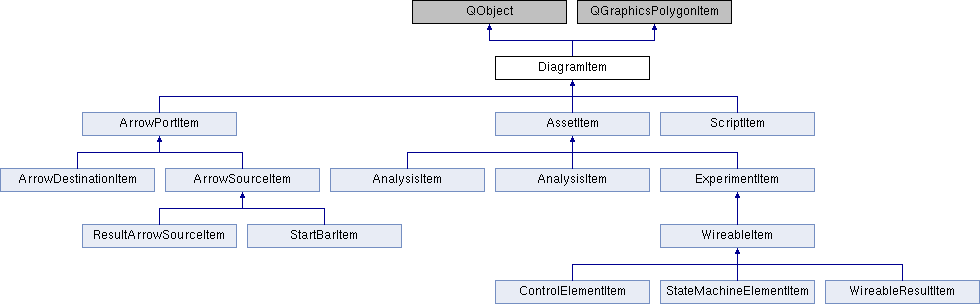 QObject QGraphicsPolygonItem
DiagramItem
ArrowPortItem AssetItem ScriptItem
ArrowDestinationItem ArrowSourceItem AnalysisItem AnalysisItem ExperimentItem
ResultArrowSourceItem StartBarItem WireableItem
ControlElementItem StateMachineElementItem WireableResultItem